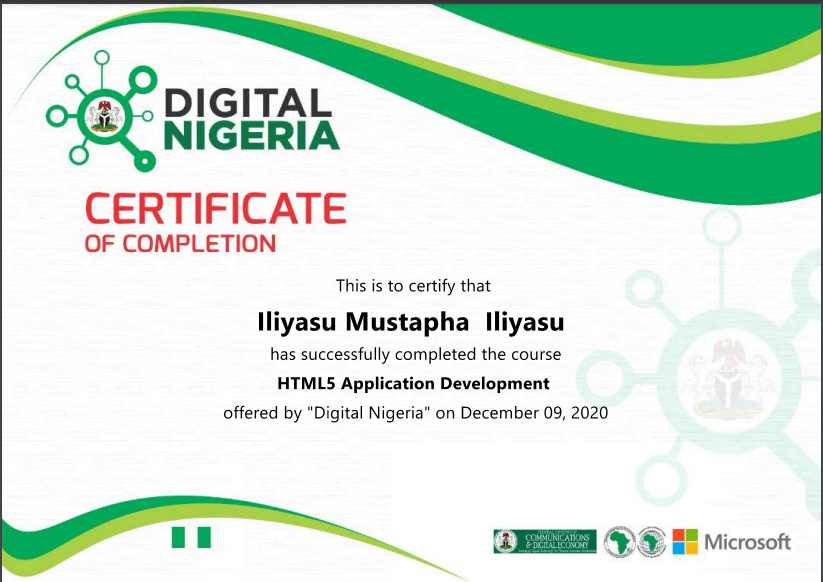 DIGITAL
NIGERIA
CERTIFICATE
OF COMPLETION
This is to certify that
Iliyasu Mustapha  Iliyasu
has successfully completed the course
HTML5 Application Development
offered by "Digital Nigeria" on December 09, 2020
COMMUNICATIONS
& DIGITAL ECONOMY
Microsoft